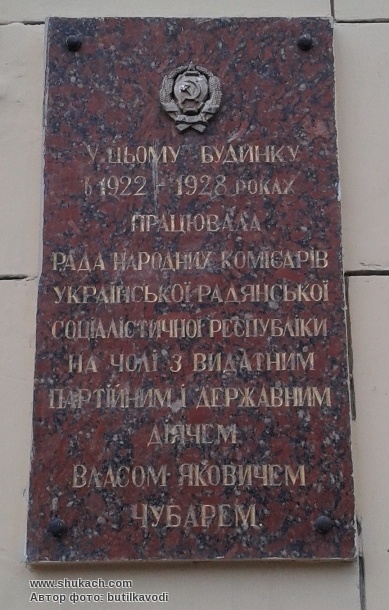 У ЦЬОМУ БУДИНКУ
В 1922 - 1928 РОКАХ
ПРАЦЮВАЛА
РАДА НАРОДНИХ КОМІСАРІВ
УКРАЇНСЬКОЇ РАДЯНСЬКОЇ
СОЦІАЛІСТИЧНОЇ РЕСПУБЛІКИ
НА ЧОЛІ З ВИДАТНИМ
ПАРТІЙНИМ І ДЕРЖАВНИМ
ДІЯЧЕМ
ВЛАСОМ ЯКОВИЧЕМ
ЧУБАРЕМ.
www.shukach.com
Автор фото: butilkavodi